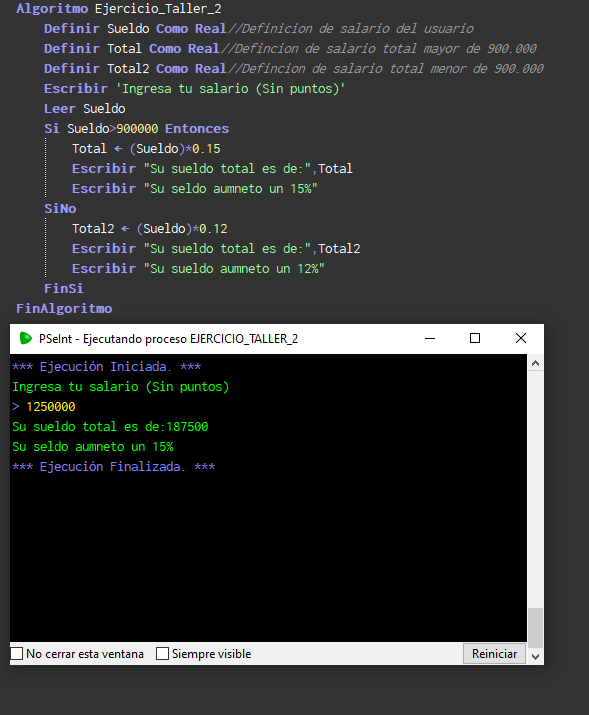 Algoritmo Ejercicio_Taller_2
Definir Sueldo Como Real//Definicion de salario del usuario
Definir Total Como Real//Definicion de salario total mayor de 900.000
Definir Total2 Como Real//Defincion de salario total menor de 900.000
Escribir 'Ingresa tu salario (Sin puntos)'
Leer Sueldo
Si Sueldo>900000 Entonces
Total ← (Sueldo)*0.15
Escribir "Su sueldo total es de:",Total
Escribir "Su seldo aumneto un 15%"
SiNo
Total2 ← (Sueldo)*0.12
Escribir "Su sueldo total es de:",Total2
Escribir "Su sueldo aumneto un 12%"
FinSi
FinAlgoritmo
PSeInt - Ejecutando proceso EJERCICIO_TALLER_2
*** Ejecución Iniciada. ***
Ingresa tu salario (Sin puntos)
> 1250000
Su sueldo total es de:187500
Su seldo aumneto un 15%
*** Ejecución Finalizada. ***
No cerrar esta ventana Siempre visible Reiniciar